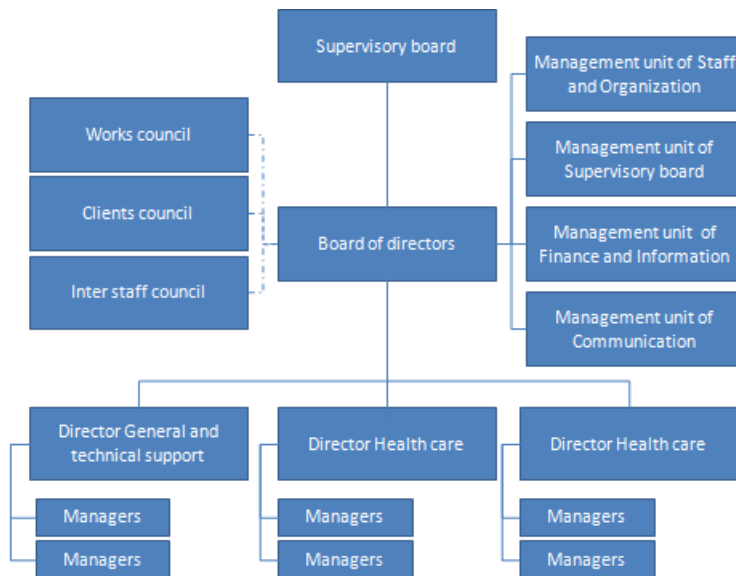 Supervisory board
Management unit of Staff
and Organization
Works council
Management unit of
Supervisory board
Clients council
Board of directors
Management unit of
Finance and Information
Inter staff council
Management unit of
Communication
Director General and
technical support
Director Health care
Director Health care
Managers
Managers
Managers
Managers
Managers
Managers